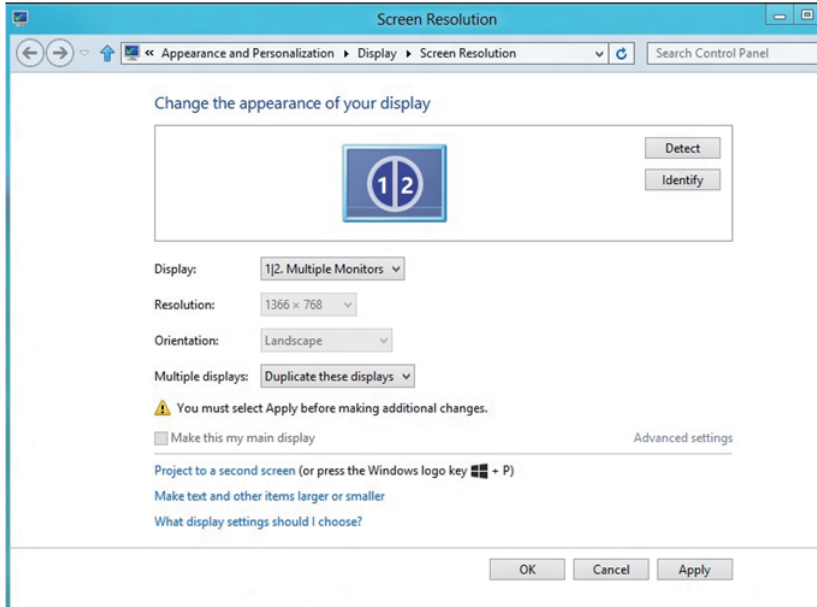 Screen Resolution
« Appearance and Personalization ▸ Display ▸ Screen Resolution
Search Control Panel
Change the appearance of your display
1 2
Detect
Identify
Display: 1|2. Multiple Monitors
Resolution: 1366 × 768
Orientation: Landscape
Multiple displays: Duplicate these displays
You must select Apply before making additional changes.
Make this my main display
Advanced settings
Project to a second screen (or press the Windows logo key + P)
Make text and other items larger or smaller
What display settings should I choose?
OK Cancel Apply